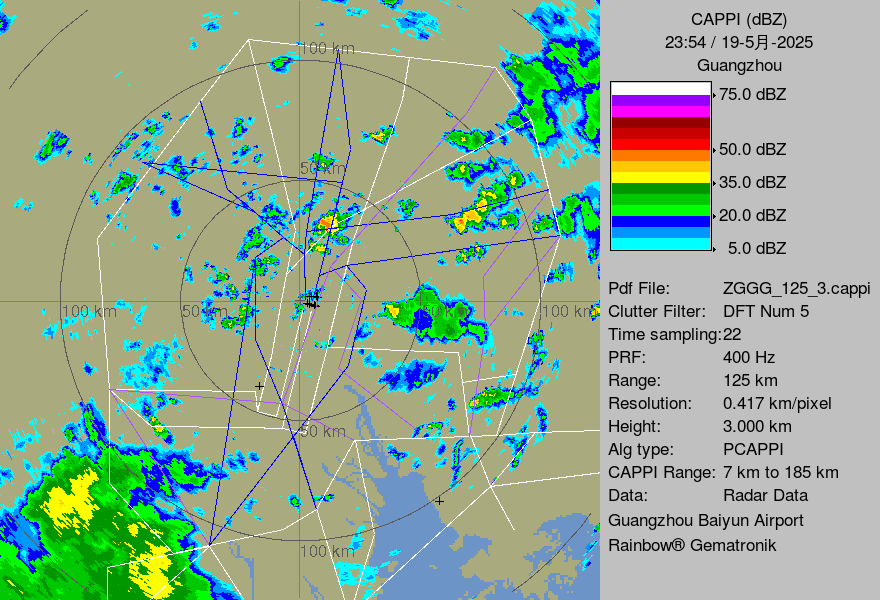 CAPPI (dBZ)
23:54 / 19-5月-2025
Guangzhou
75.0 dBZ
50.0 dBZ
35.0 dBZ
20.0 dBZ
5.0 dBZ
Pdf File: ZGGG_125_3.cappi
Clutter Filter: DFT Num 5
Time sampling:22
PRF: 400 Hz
Range: 125 km
Resolution: 0.417 km/pixel
Height: 3.000 km
Alg type: PCAPPI
CAPPI Range: 7 km to 185 km
Data: Radar Data
Guangzhou Baiyun Airport
Rainbow® Gematronik
100 km
50 km
100 km
50 km
50 km
100 km
50 km
100 km